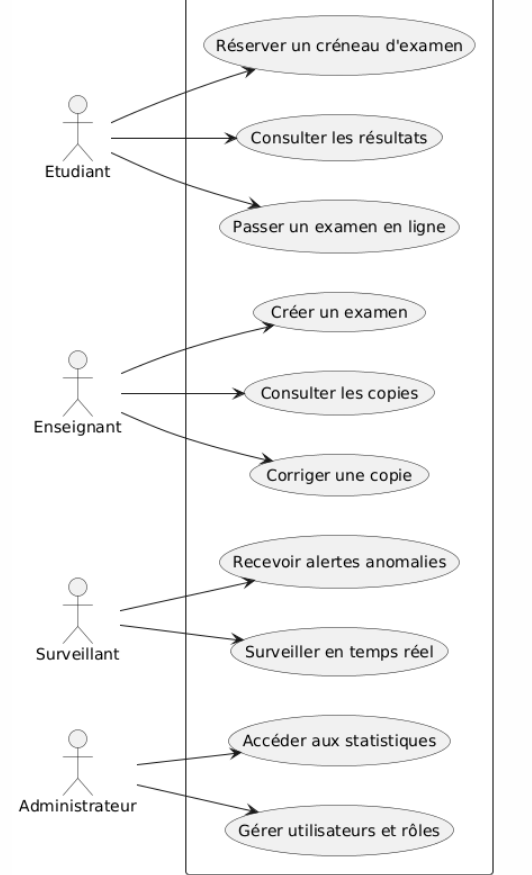 Réserver un créneau d'examen
Consulter les résultats
Etudiant
Passer un examen en ligne
Créer un examen
Consulter les copies
Enseignant
Corriger une copie
Recevoir alertes anomalies
Surveillant
Surveiller en temps réel
Accéder aux statistiques
Administrateur
Gérer utilisateurs et rôles